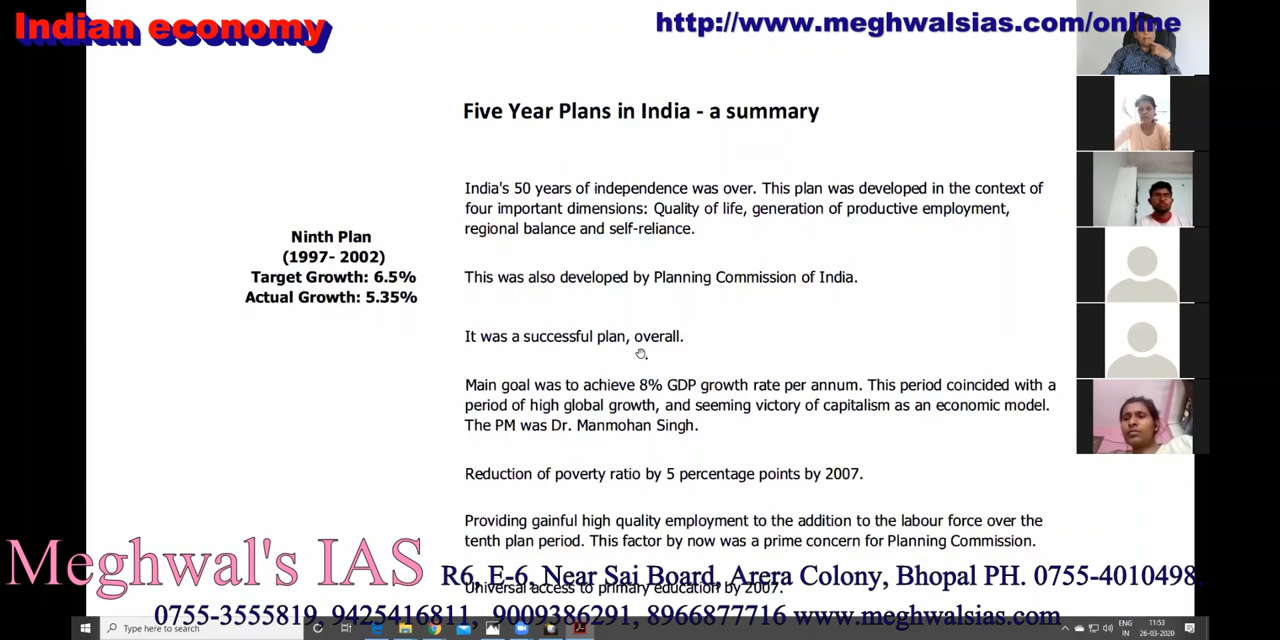 Indian economy
http://www.meghwalsias.com/online
Five Year Plans in India - a summary
India's 50 years of independence was over. This plan was developed in the context of
four important dimensions: Quality of life, generation of productive employment,
regional balance and self-reliance.
Ninth Plan
(1997- 2002)
Target Growth: 6.5%
Actual Growth: 5.35%
This was also developed by Planning Commission of India.
It was a successful plan, overall.
Main goal was to achieve 8% GDP growth rate per annum. This period coincided with a
period of high global growth, and seeming victory of capitalism as an economic model.
The PM was Dr. Manmohan Singh.
Reduction of poverty ratio by 5 percentage points by 2007.
Providing gainful high quality employment to the addition to the labour force over the
tenth plan period. This factor by now was a prime concern for Planning Commission.
Universal access to primary education by 2007.
Meghwal's IAS
R6, E-6, Near Sai Board, Arera Colony, Bhopal PH. 0755-4010498,
0755-3555819, 9425416811, 9009386291, 8966877716 www.meghwalsias.com
Type here to search
ENG
IN
11:53
26-03-2020